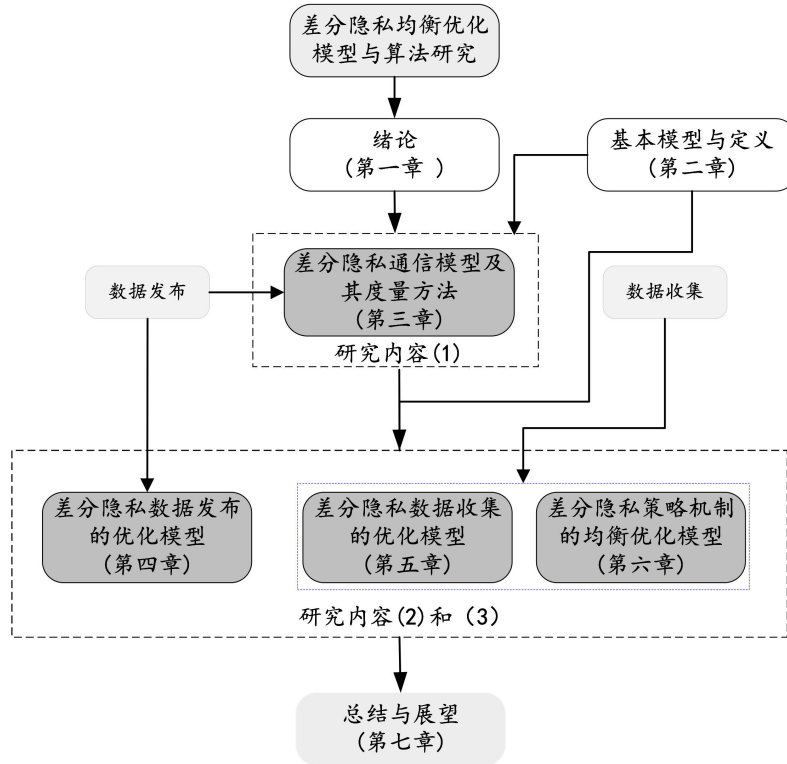 差分隐私均衡优化
模型与算法研究
绪论
(第一章 )
基本模型与定义
(第二章)
差分隐私通信模型及
其度量方法
(第三章)
数据发布
数据收集
研究内容(1)
差分隐私数据发布
的优化模型
(第四章)
差分隐私数据收集
的优化模型
(第五章)
差分隐私策略机制
的均衡优化模型
(第六章)
研究内容(2)和（3）
总结与展望
(第七章)